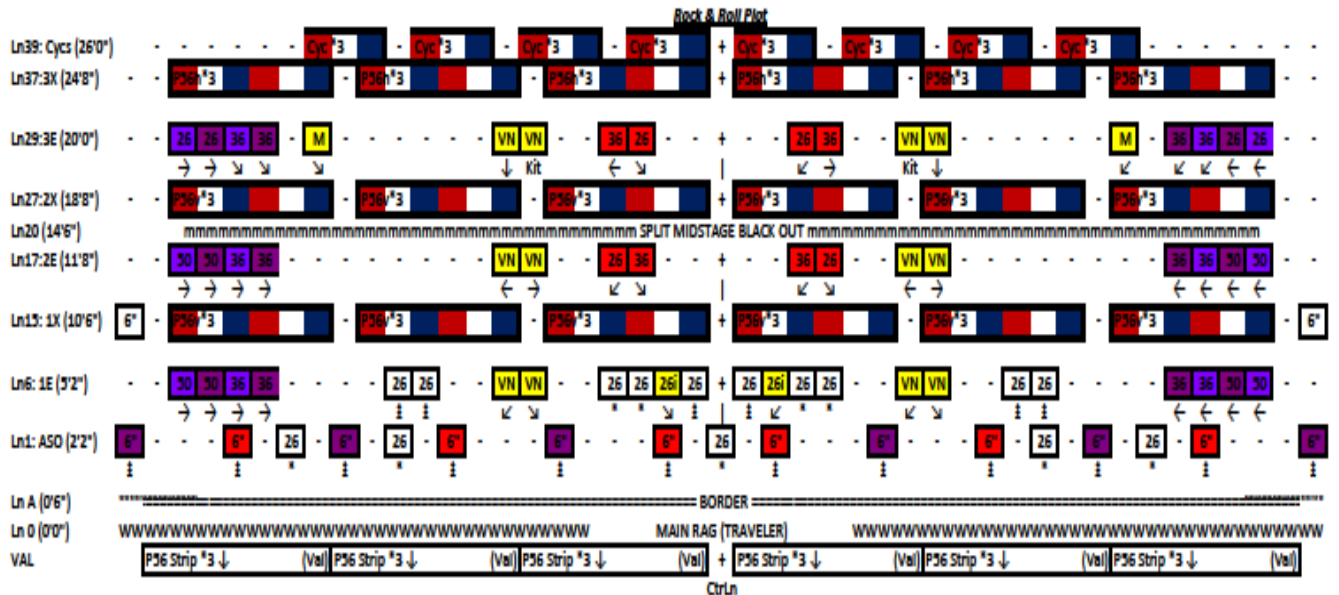 Rock & Roll Plot
Ln39: Cycs (26'0") - - - - - - Cyc *3 - Cyc *3 - Cyc *3 - Cyc *3 + Cyc *3 - Cyc *3 - Cyc *3 - Cyc *3 - - - - - - -
Ln37:3X (24'8") - - P56h*3 - P56h*3 - P56h*3 + P56h*3 - P56h*3 - P56h*3 - -
Ln29:3E (20'0") - - 26 26 36 36 - M - - - - - - VN VN - - 36 26 - - + - - 26 36 - - VN VN - - - - - - M - 36 36 26 26 - -
→ → ↘ ↘ ↘ ↓ Kit ← ↘ | ↙ → Kit ↓ ↙ ↙ ↙ ← ←
Ln27:2X (18'8") - - P56v*3 - P56v*3 - P56v*3 + P56v*3 - P56v*3 - P56v*3 - -
Ln20 (14'6") mmmmmmmmmmmmmmmmmmmmmmmmmmmmmmmmmmmm SPLIT MIDSTAGE BLACK OUT mmmmmmmmmmmmmmmmmmmmmmmmmmmmmmmmmmmm
Ln17:2E (11'8") - - 50 50 36 36 - - - - - - - - VN VN - - 26 36 - - + - - 36 26 - - VN VN - - - - - - - - 36 36 50 50 - -
→ → → → ← → ↙ ↘ | ↙ ↘ ← → ← ← ← ←
Ln15: 1X (10'6") 6" - P56v*3 - P56v*3 - P56v*3 + P56v*3 - P56v*3 - P56v*3 - 6"
Ln6: 1E (5'2") - - 50 50 36 36 - - - - 26 26 - - VN VN - - 26 26 26i 26 + 26 26i 26 26 - - VN VN - - 26 26 - - - - 36 36 50 50 - -
→ → → → ↕ ↕ ↙ ↘ * * ↘ ↕ | ↕ ↙ * * ↙ ↘ ↕ ↕ ← ← ← ←
Ln1: ASO (2'2") 6" - - - 6" - 26 - 6" - 26 - 6" - - - 6" - - - 6" - 26 - 6" - - - 6" - - - 6" - 26 - 6" - 26 - 6" - - - 6"
↕ ↕ * ↕ * ↕ ↕ ↕ * ↕ ↕ ↕ * ↕ * ↕ ↕
Ln A (0'6") ================ BORDER ================
Ln 0 (0'0") WWWWWWWWWWWWWWWWWWWWWWWWWWWWWWWWWWWW MAIN RAG (TRAVELER) WWWWWWWWWWWWWWWWWWWWWWWWWWWWWWWWWWWW
VAL P56 Strip *3 ↓ (Val) P56 Strip *3 ↓ (Val) P56 Strip *3 ↓ (Val) + P56 Strip *3 ↓ (Val) P56 Strip *3 ↓ (Val) P56 Strip *3 ↓ (Val)
CtrLn